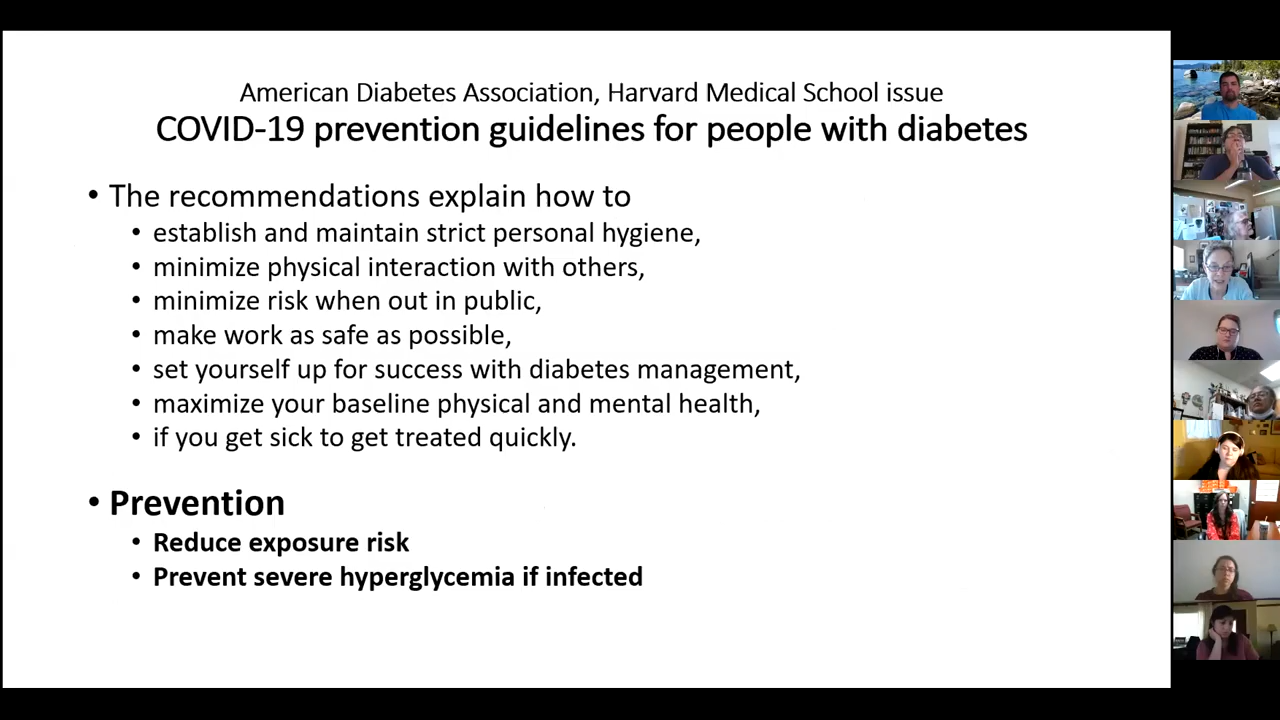 American Diabetes Association, Harvard Medical School issue
COVID-19 prevention guidelines for people with diabetes
• The recommendations explain how to
• establish and maintain strict personal hygiene,
• minimize physical interaction with others,
• minimize risk when out in public,
• make work as safe as possible,
• set yourself up for success with diabetes management,
• maximize your baseline physical and mental health,
• if you get sick to get treated quickly.
• Prevention
• Reduce exposure risk
• Prevent severe hyperglycemia if infected